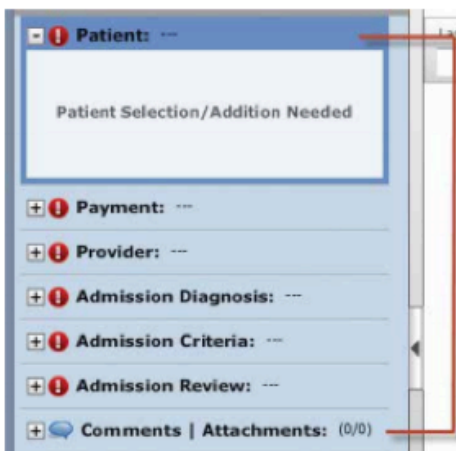 Patient: ---
Patient Selection/Addition Needed
Payment: ---
Provider: ---
Admission Diagnosis: ---
Admission Criteria: ---
Admission Review: ---
Comments | Attachments: (0/0)